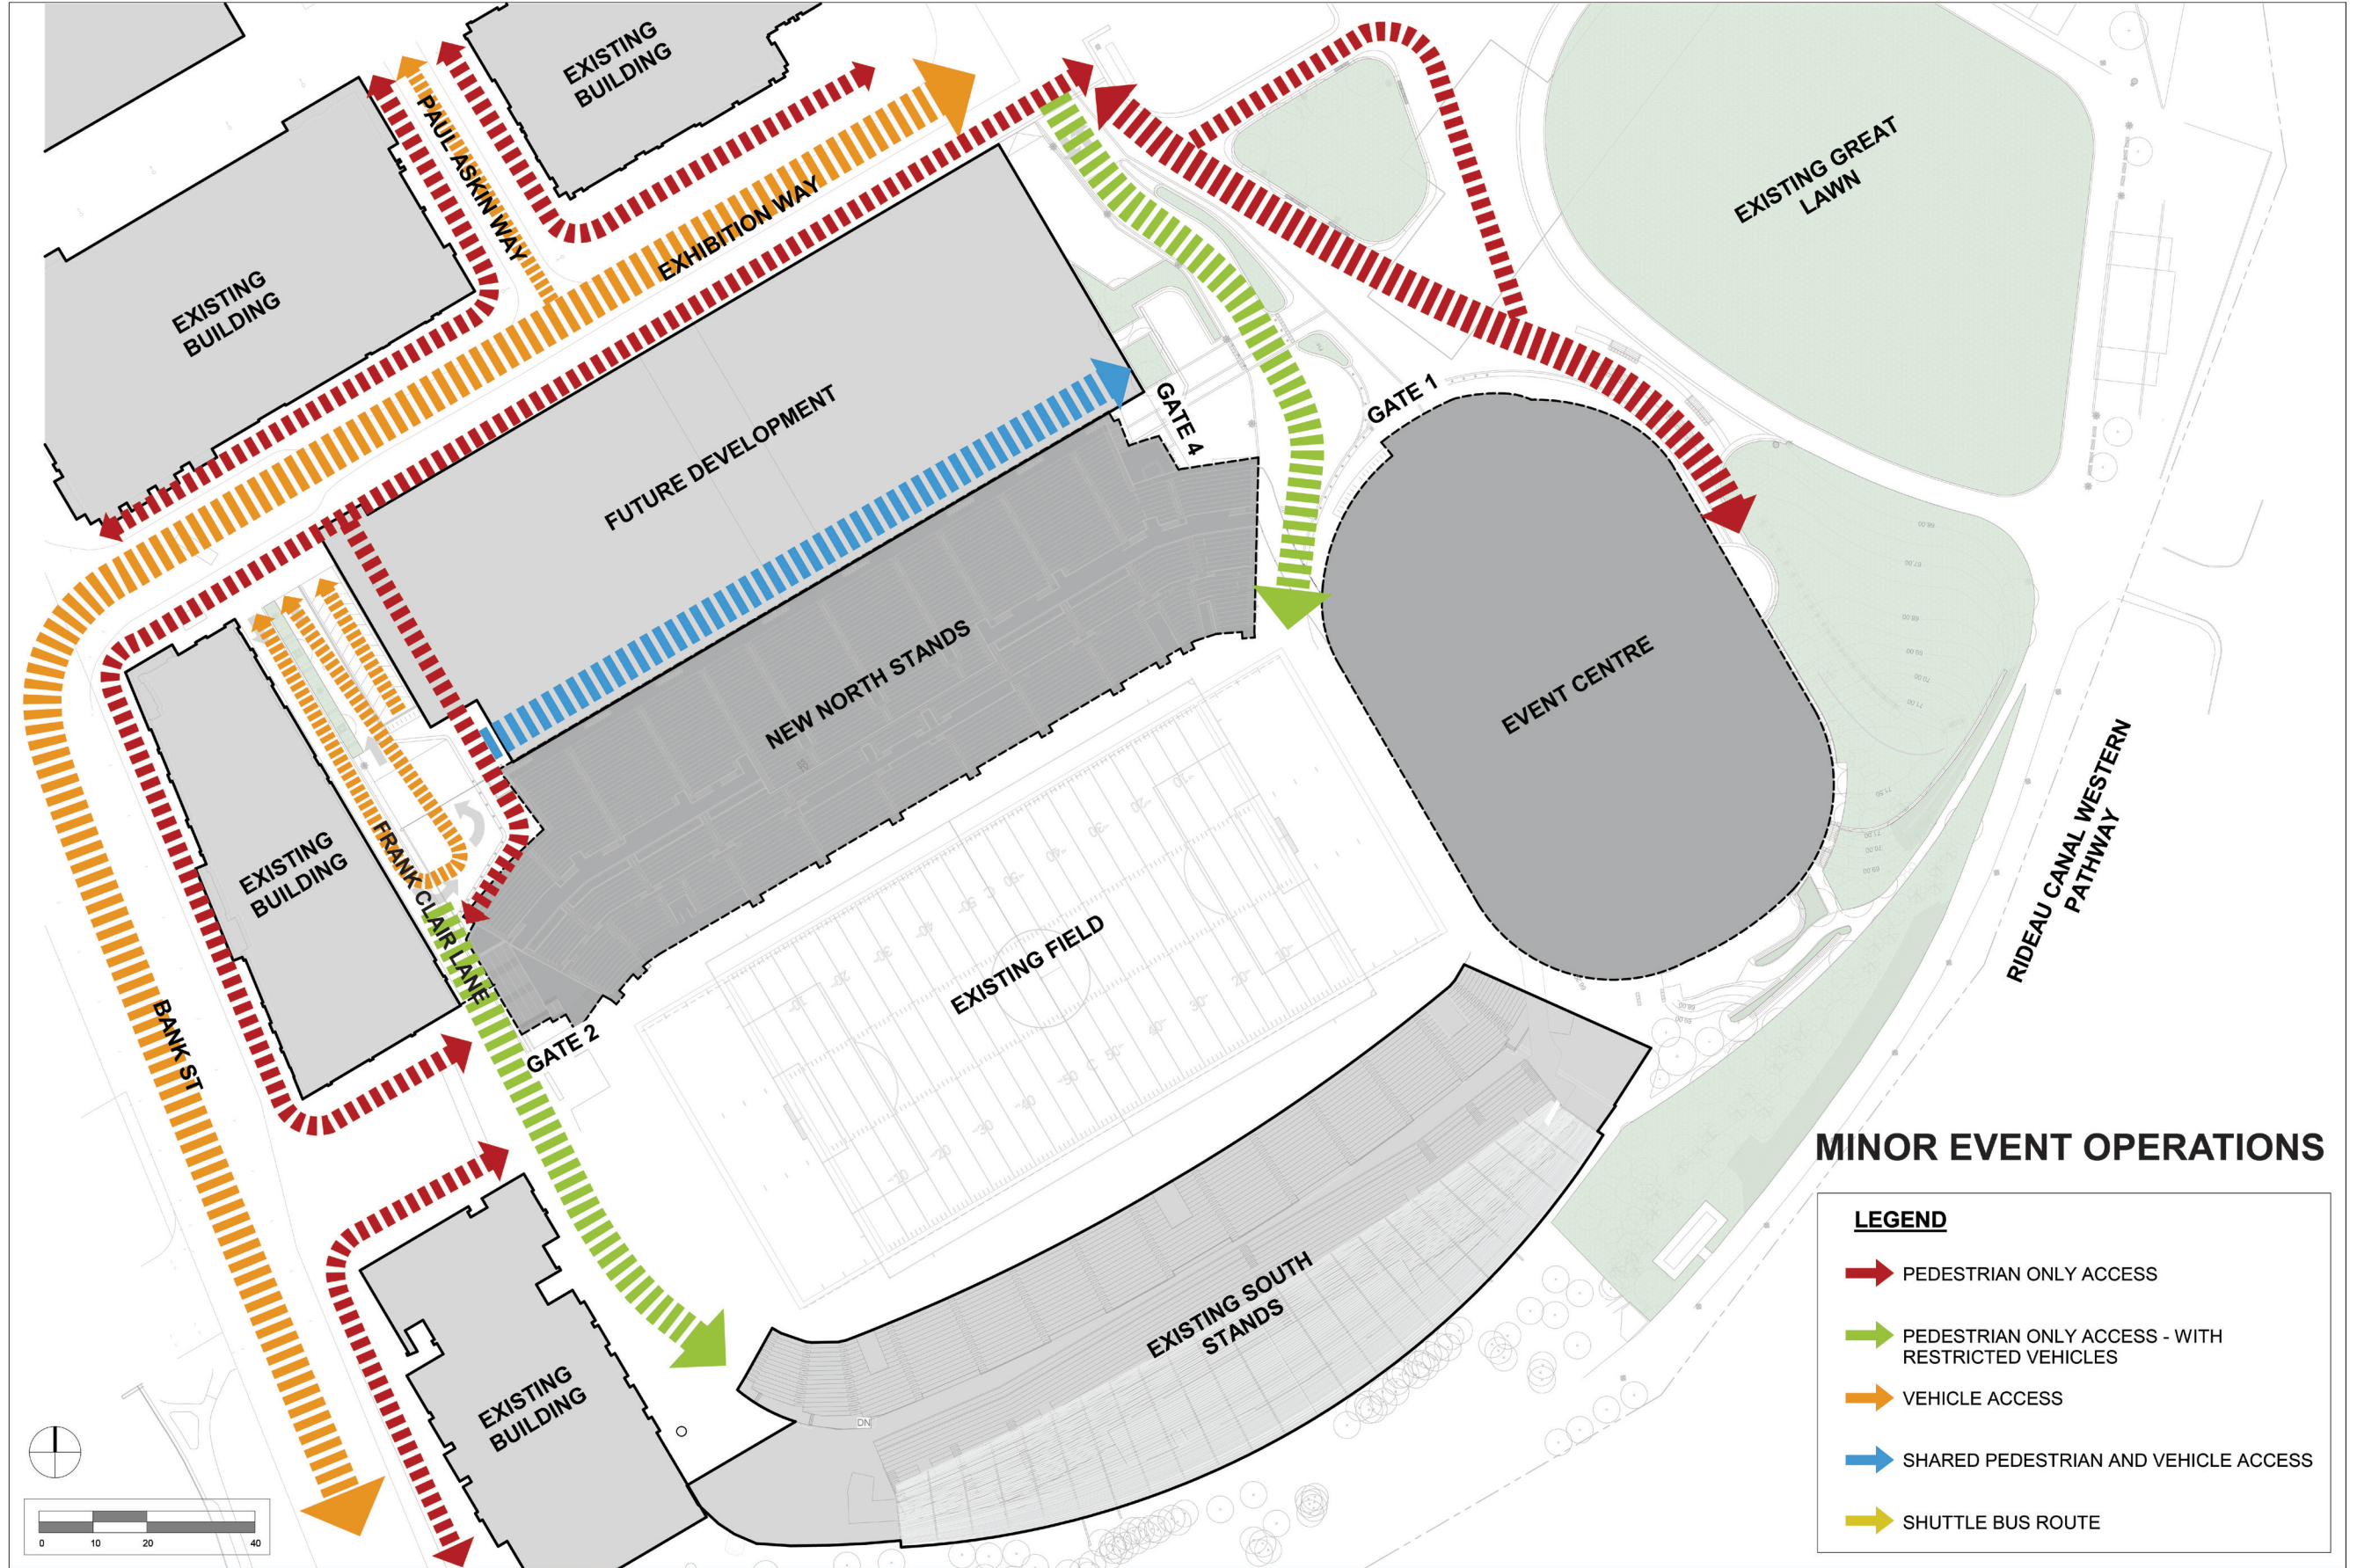 EXISTING
BUILDING
PAUL ASKIN WAY
EXISTING GREAT
LAWN
EXHIBITION WAY
EXISTING
BUILDING
FUTURE DEVELOPMENT
GATE 4
GATE 1
NEW NORTH STANDS
EVENT CENTRE
EXISTING
BUILDING
FRANK CLAIR LANE
RIDEAU CANAL WESTERN
PATHWAY
EXISTING FIELD
BANK ST
GATE 2
EXISTING SOUTH
STANDS
EXISTING
BUILDING
DN
0 10 20 40
MINOR EVENT OPERATIONS
LEGEND
PEDESTRIAN ONLY ACCESS
PEDESTRIAN ONLY ACCESS - WITH
RESTRICTED VEHICLES
VEHICLE ACCESS
SHARED PEDESTRIAN AND VEHICLE ACCESS
SHUTTLE BUS ROUTE